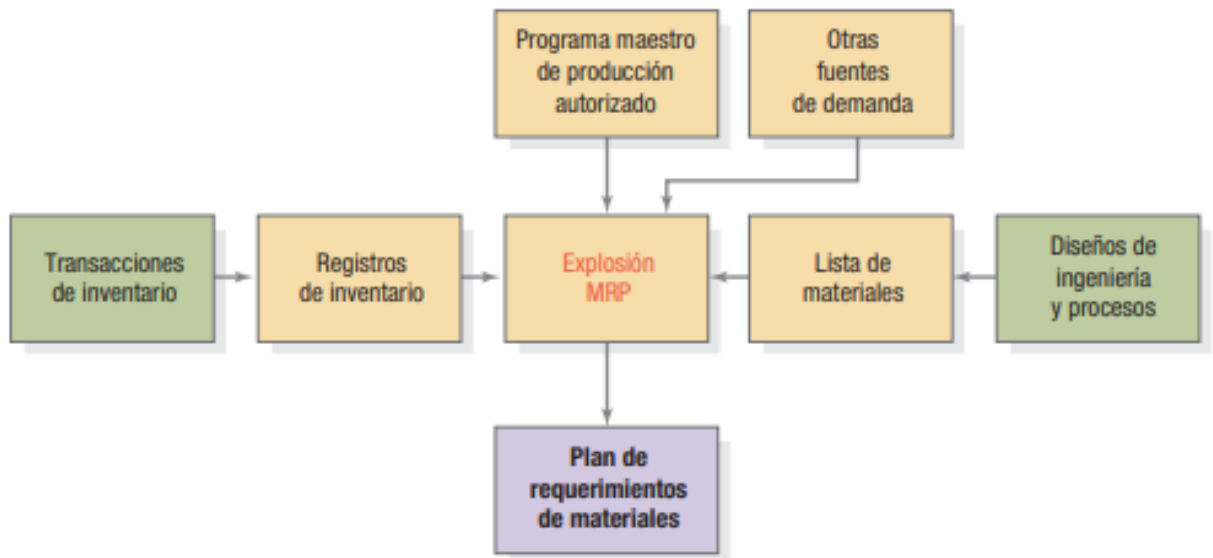 Programa maestro
de producción
autorizado
Otras
fuentes
de demanda
Transacciones
de inventario
Registros
de inventario
Explosión
MRP
Lista de
materiales
Diseños de
ingeniería
y procesos
Plan de
requerimientos
de materiales